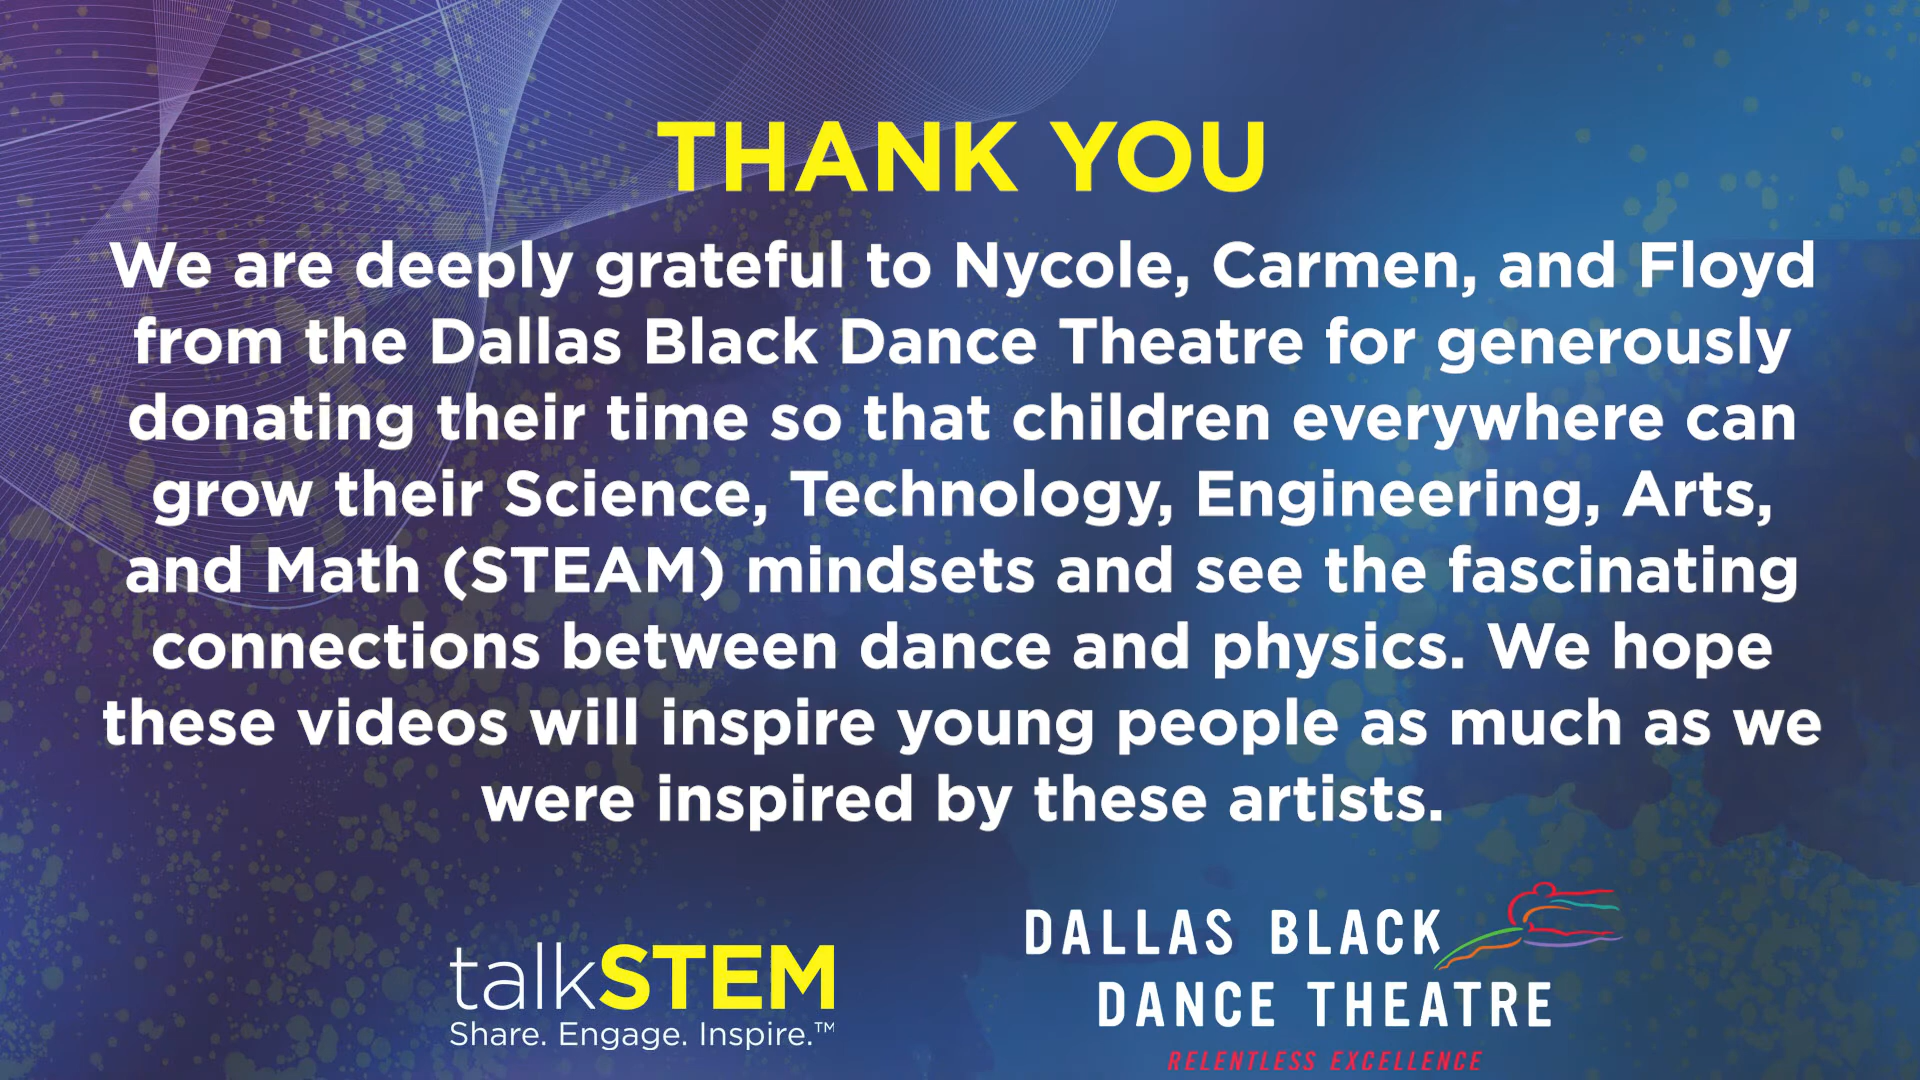 THANK YOU
We are deeply grateful to Nycole, Carmen, and Floyd
from the Dallas Black Dance Theatre for generously
donating their time so that children everywhere can
grow their Science, Technology, Engineering, Arts,
and Math (STEAM) mindsets and see the fascinating
connections between dance and physics. We hope
these videos will inspire young people as much as we
were inspired by these artists.
talkSTEM
Share. Engage. Inspire.™
DALLAS BLACK
DANCE THEATRE
RELENTLESS EXCELLENCE